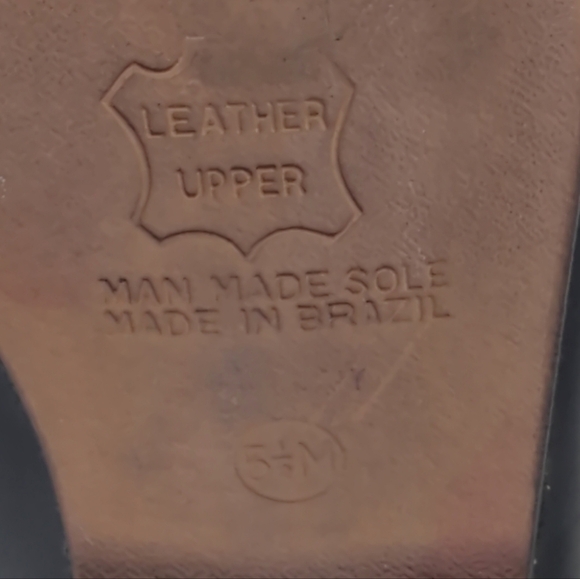 LEATHER
UPPER
MAN MADE SOLE
MADE IN BRAZIL
5½M